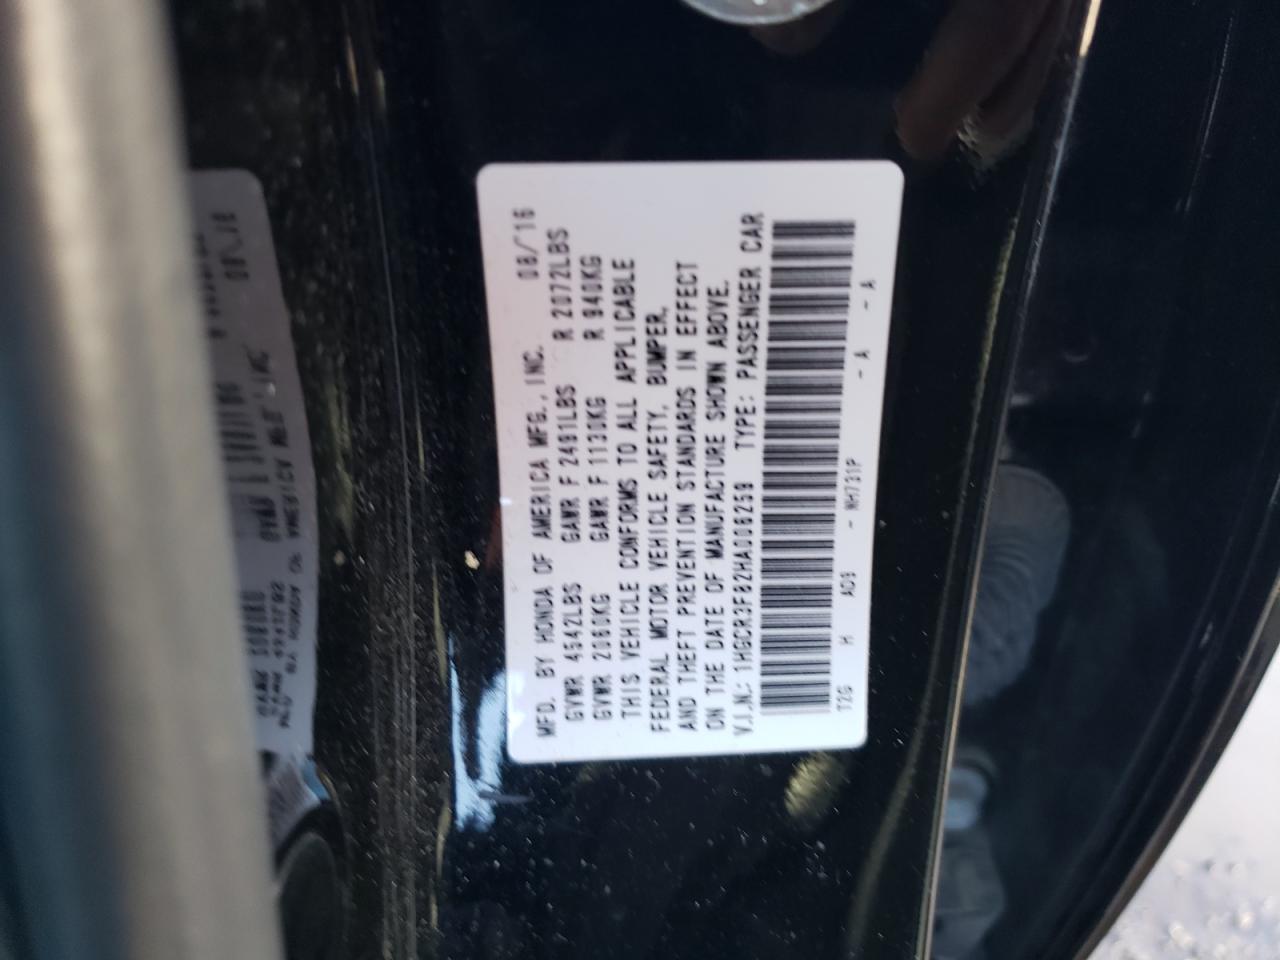 MFD. BY HONDA OF AMERICA MFG., INC. 08/16
GVWR 4542LBS GAWR F 2491LBS R 2072LBS
GVWR 2060KG GAWR F 1130KG R 940KG
THIS VEHICLE CONFORMS TO ALL APPLICABLE
FEDERAL MOTOR VEHICLE SAFETY, BUMPER,
AND THEFT PREVENTION STANDARDS IN EFFECT
ON THE DATE OF MANUFACTURE SHOWN ABOVE.
V.I.N.: 1HGCR3F82HA006259 TYPE: PASSENGER CAR
T2G H AD9 - NH731P - A - A